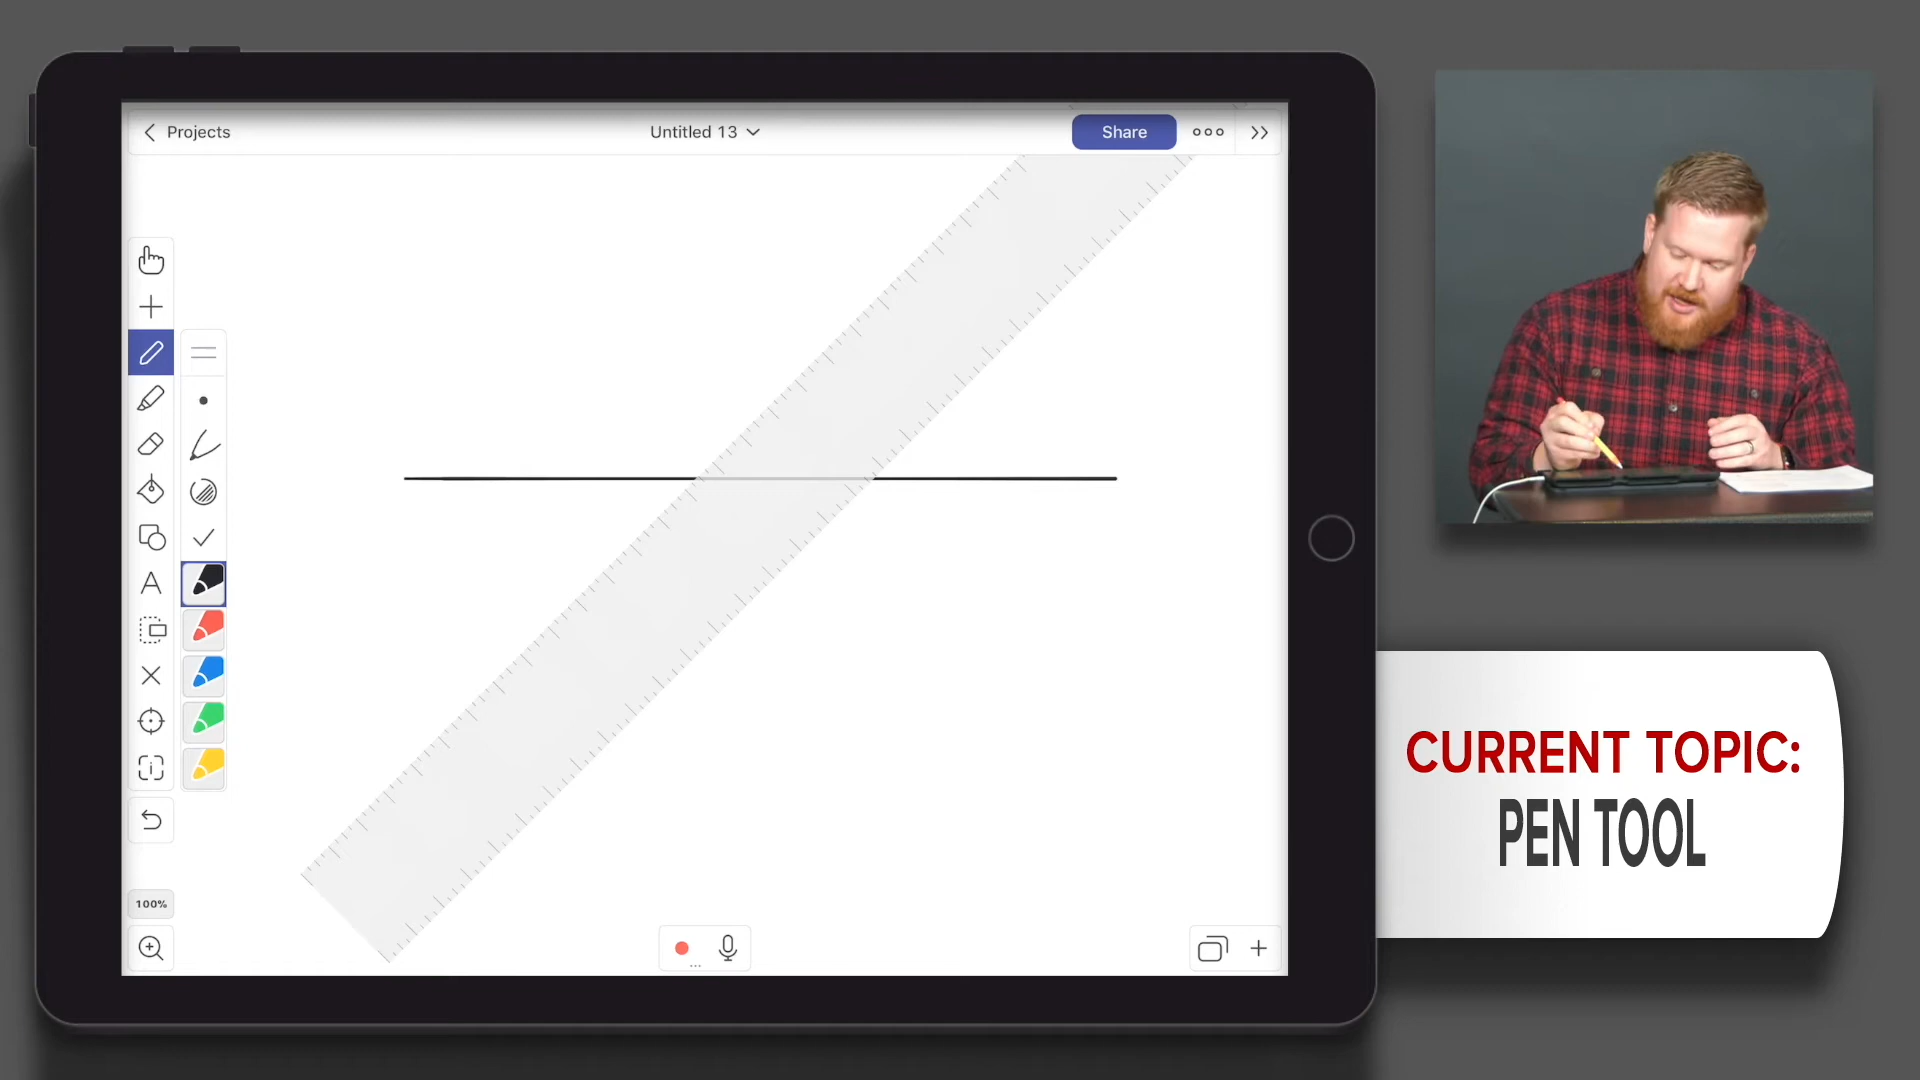 Projects
Untitled 13
Share
A
100%
CURRENT TOPIC:
PEN TOOL